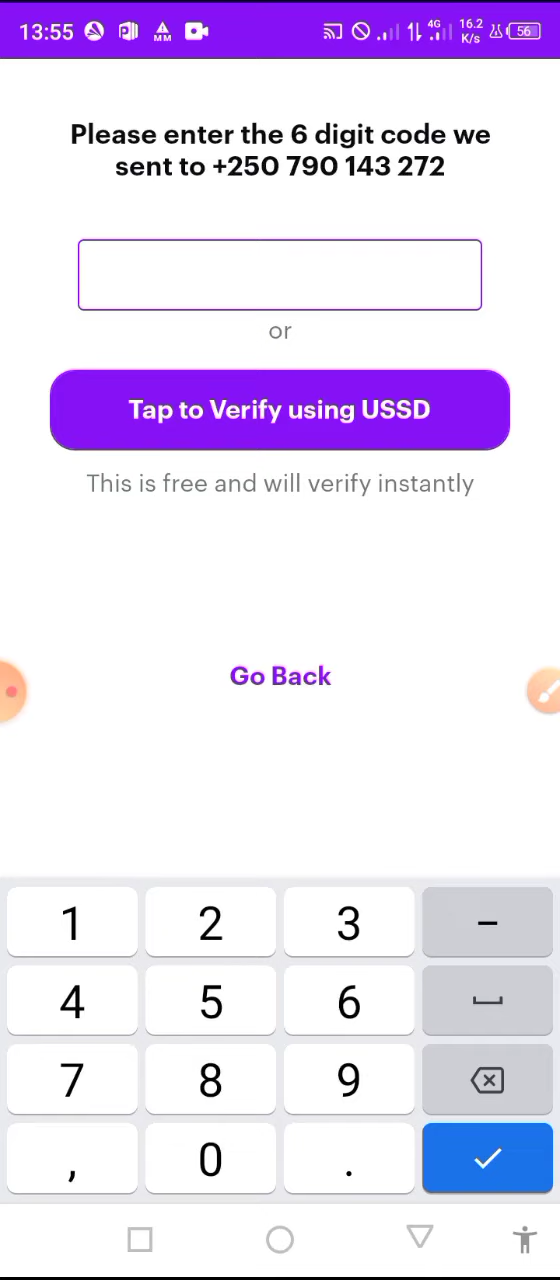 13:55
MM
4G
16.2
K/s
56
Please enter the 6 digit code we
sent to +250 790 143 272
or
Tap to Verify using USSD
This is free and will verify instantly
Go Back
1 2 3 –
4 5 6
7 8 9
, 0 .